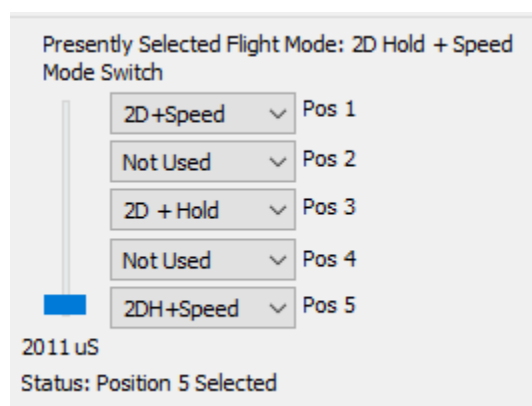 Presently Selected Flight Mode: 2D Hold + Speed
Mode Switch
2D+Speed Pos 1
Not Used Pos 2
2D + Hold Pos 3
Not Used Pos 4
2DH+Speed Pos 5
2011 uS
Status: Position 5 Selected